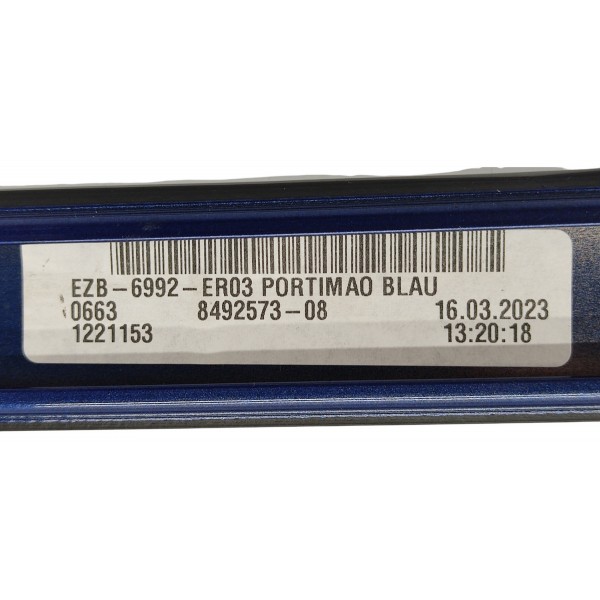 EZB-6992-ER03 PORTIMAO BLAU
0663 8492573-08 16.03.2023
1221153 13:20:18